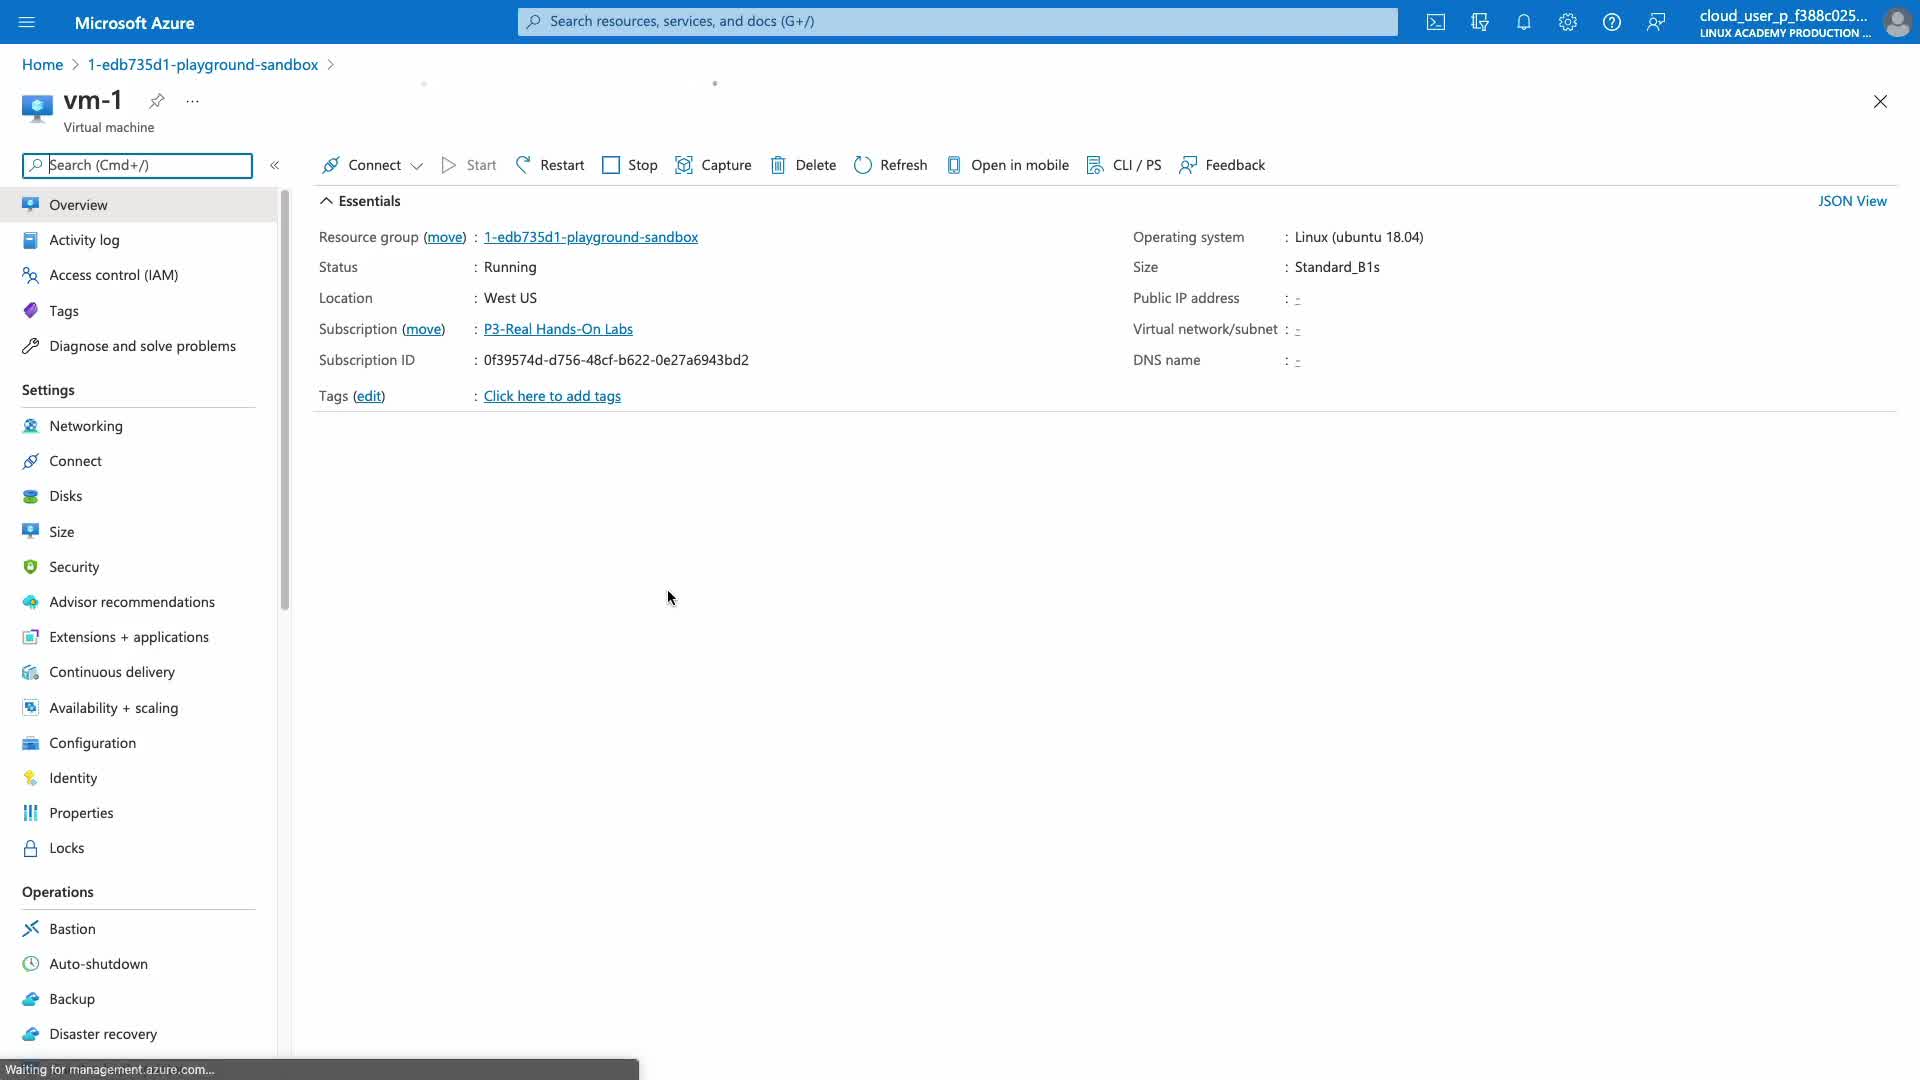 Microsoft Azure
Search resources, services, and docs (G+/)
cloud_user_p_f388c025...
LINUX ACADEMY PRODUCTION ...
Home > 1-edb735d1-playground-sandbox >
vm-1
...
Virtual machine
Search (Cmd+/)
«
Connect
Start
Restart
Stop
Capture
Delete
Refresh
Open in mobile
CLI / PS
Feedback
Overview
Activity log
Access control (IAM)
Tags
Diagnose and solve problems
Settings
Networking
Connect
Disks
Size
Security
Advisor recommendations
Extensions + applications
Continuous delivery
Availability + scaling
Configuration
Identity
Properties
Locks
Operations
Bastion
Auto-shutdown
Backup
Disaster recovery
Essentials
JSON View
Resource group (move) : 1-edb735d1-playground-sandbox
Status : Running
Location : West US
Subscription (move) : P3-Real Hands-On Labs
Subscription ID : 0f39574d-d756-48cf-b622-0e27a6943bd2
Tags (edit) : Click here to add tags
Operating system : Linux (ubuntu 18.04)
Size : Standard_B1s
Public IP address : -
Virtual network/subnet : -
DNS name : -
Waiting for management.azure.com...